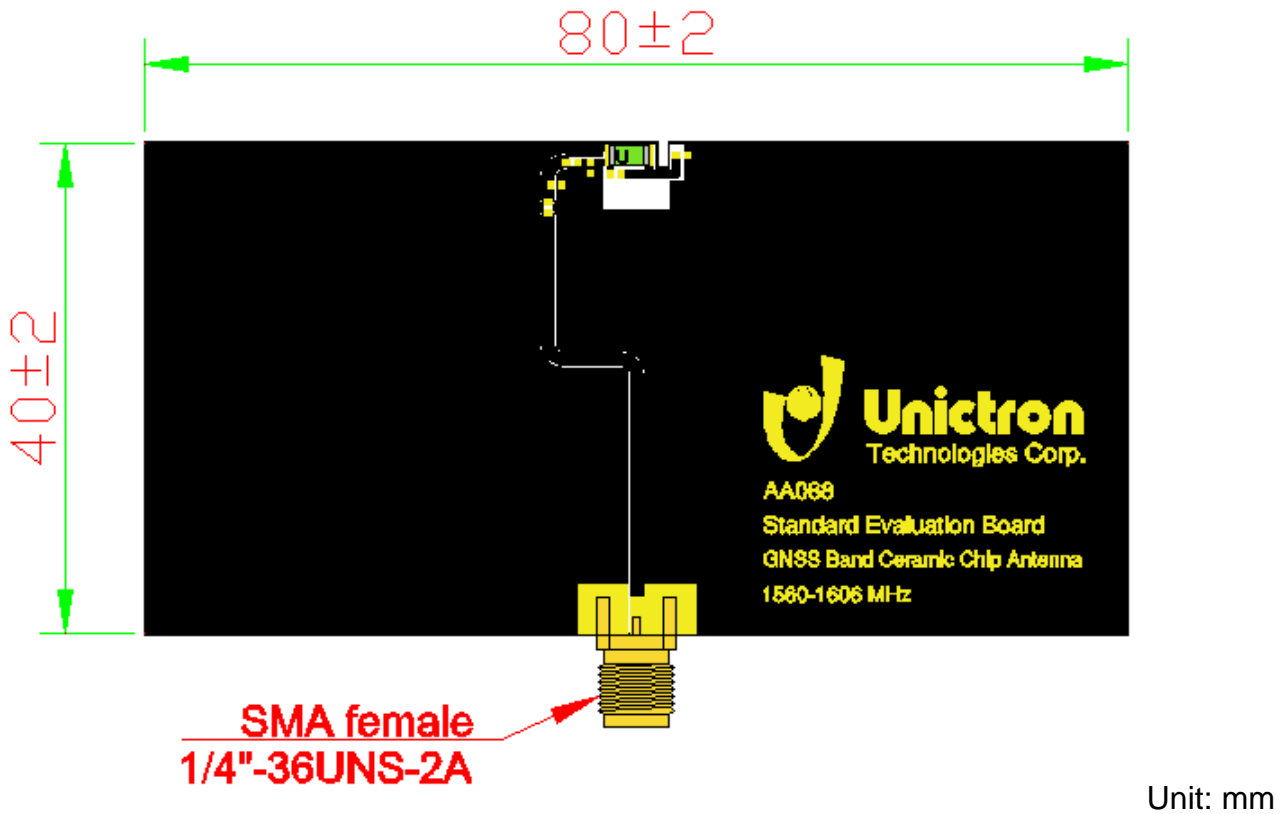 80±2
40±2
Unictron
Technologies Corp.
AA088
Standard Evaluation Board
GNSS Band Ceramic Chip Antenna
1560-1606 MHz
SMA female
1/4"-36UNS-2A
Unit: mm